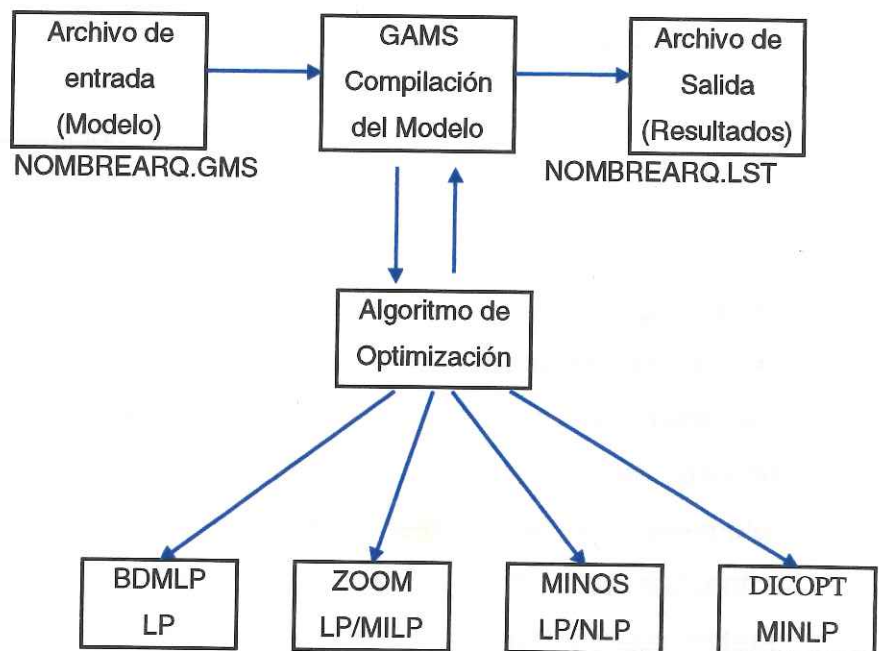 Archivo de
entrada
(Modelo)
NOMBREARQ.GMS
GAMS
Compilación
del Modelo
Archivo de
Salida
(Resultados)
NOMBREARQ.LST
Algoritmo de
Optimización
BDMLP
LP
ZOOM
LP/MILP
MINOS
LP/NLP
DICOPT
MINLP